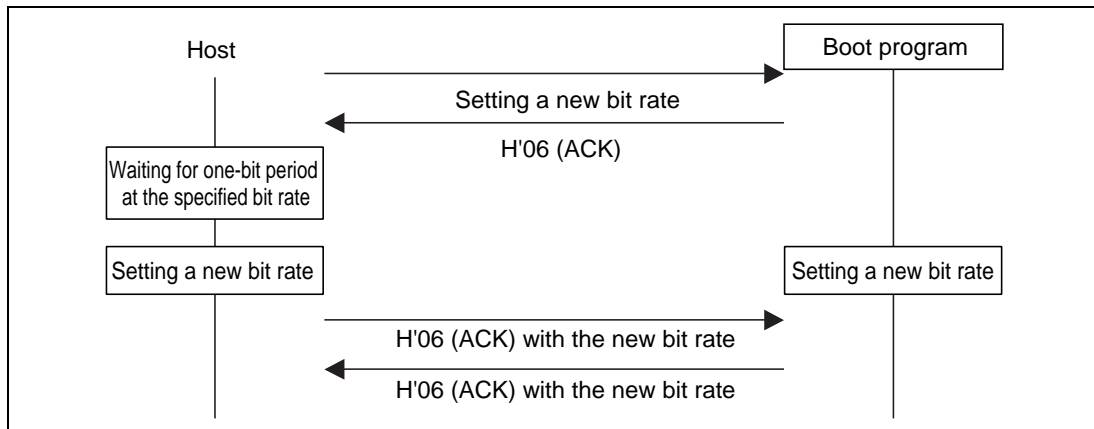 Host
Boot program
Setting a new bit rate
H'06 (ACK)
Waiting for one-bit period
at the specified bit rate
Setting a new bit rate
Setting a new bit rate
H'06 (ACK) with the new bit rate
H'06 (ACK) with the new bit rate